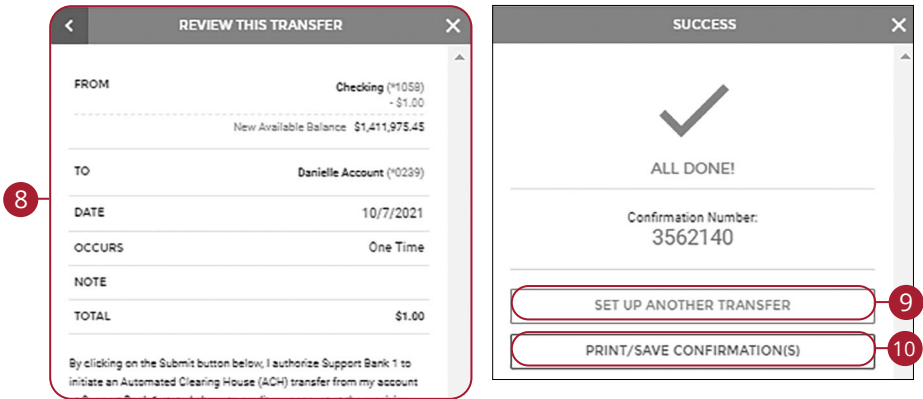 REVIEW THIS TRANSFER
8
FROM
Checking (*1058)
- $1.00
New Available Balance $1,411,975.45
TO
Danielle Account (*0239)
DATE
10/7/2021
OCCURS
One Time
NOTE
TOTAL
$1.00
By clicking on the Submit button below, I authorize Support Bank 1 to
initiate an Automated Clearing House (ACH) transfer from my account
SUCCESS
ALL DONE!
Confirmation Number:
3562140
SET UP ANOTHER TRANSFER
9
PRINT/SAVE CONFIRMATION(S)
10